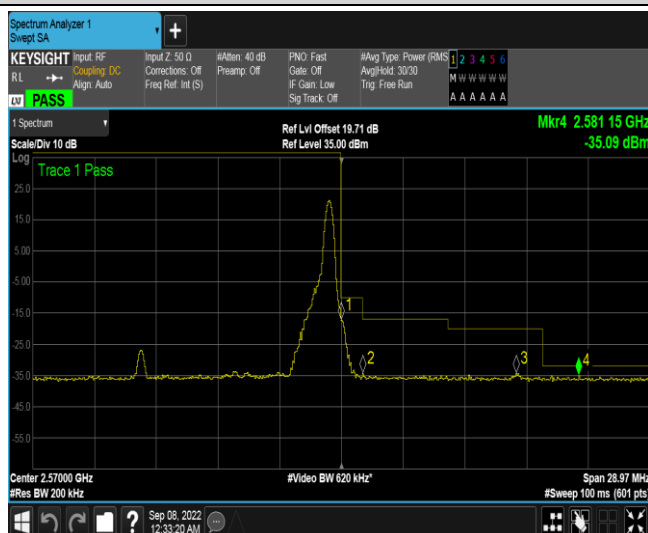 Spectrum Analyzer 1
Swept SA
+
KEYSIGHT
RL
LXI PASS
Input: RF
Coupling: DC
Align: Auto
Input Z: 50 Ω
Corrections: Off
Freq Ref: Int (S)
#Atten: 40 dB
Preamp: Off
PNO: Fast
Gate: Off
IF Gain: Low
Sig Track: Off
#Avg Type: Power (RMS
Avg|Hold: 30/30
Trig: Free Run
1 2 3 4 5 6
M W W W W W
A A A A A A
1 Spectrum
Scale/Div 10 dB
Log
Ref Lvl Offset 19.71 dB
Ref Level 35.00 dBm
Mkr4 2.581 15 GHz
-35.09 dBm
Trace 1 Pass
25.0
15.0
5.00
-5.00
-15.0
-25.0
-35.0
-45.0
-55.0
1
2
3
4
Center 2.57000 GHz
#Res BW 200 kHz
#Video BW 620 kHz*
Span 28.97 MHz
#Sweep 100 ms (601 pts)
?
Sep 08, 2022
12:33:20 AM